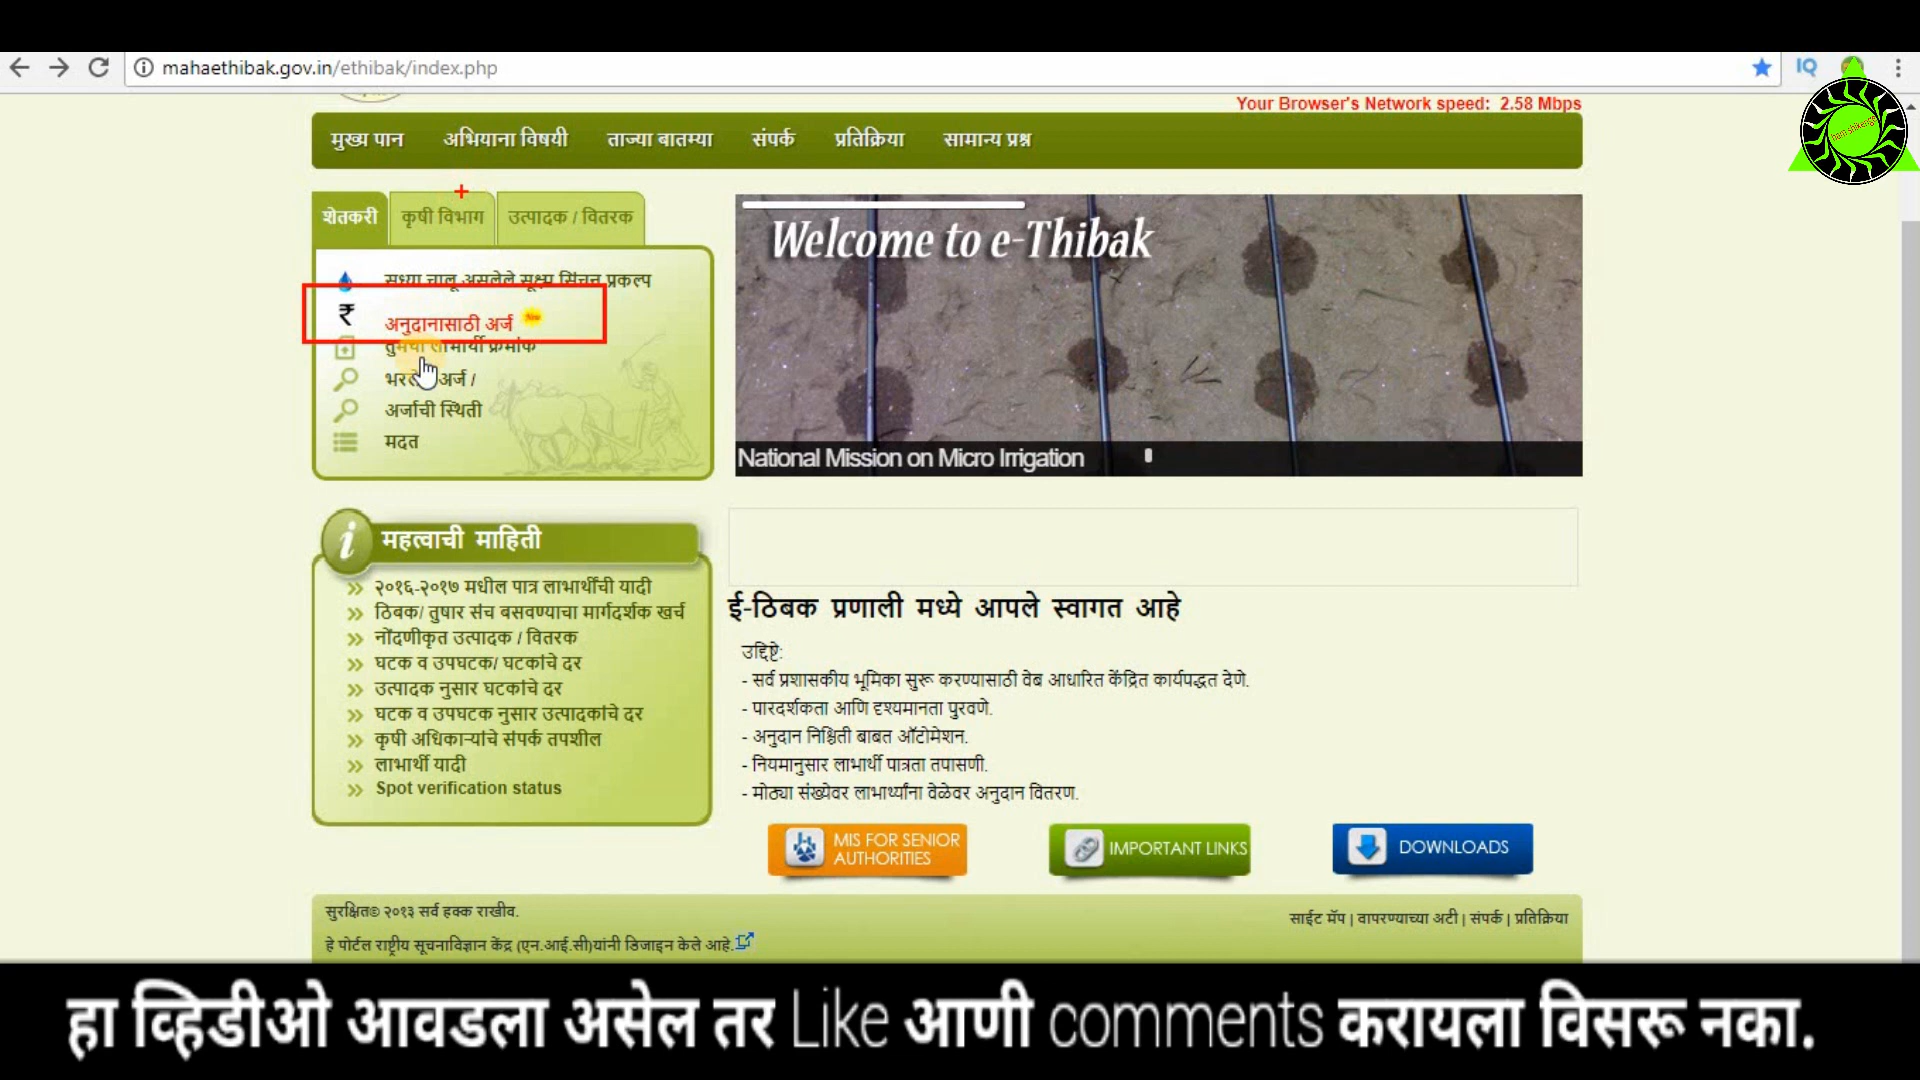 mahaethibak.gov.in/ethibak/index.php
IQ
Your Browser's Network speed: 2.58 Mbps
मुख्य पान अभियाना विषयी ताज्या बातम्या संपर्क प्रतिक्रिया सामान्य प्रश्न
शेतकरी कृषी विभाग उत्पादक / वितरक
सध्या चालू असलेले सूक्ष्म सिंचन प्रकल्प
₹ अनुदानासाठी अर्ज New
तुमचा लाभार्थी क्रमांक
अर्ज /
अर्जाची स्थिती
मदत
Welcome to e-Thibak
National Mission on Micro Irrigation
i महत्वाची माहिती
२०१६-२०१७ मधील पात्र लाभार्थींची यादी
ठिबक/ तुषार संच बसवण्याचा मार्गदर्शक खर्च
नोंदणीकृत उत्पादक / वितरक
घटक व उपघटक/ घटकांचे दर
उत्पादक नुसार घटकांचे दर
घटक व उपघटक नुसार उत्पादकांचे दर
कृषी अधिकाऱ्यांचे संपर्क तपशील
लाभार्थी यादी
Spot verification status
ई-ठिबक प्रणाली मध्ये आपले स्वागत आहे
उद्दिष्टे:
- सर्व प्रशासकीय भूमिका सुरू करण्यासाठी वेब आधारित केंद्रित कार्यपद्धत देणे.
- पारदर्शकता आणि दृश्यमानता पुरवणे.
- अनुदान निश्चिती बाबत ऑटोमेशन.
- नियमानुसार लाभार्थी पात्रता तपासणी.
- मोठ्या संख्येवर लाभार्थ्यांना वेळेवर अनुदान वितरण.
MIS FOR SENIOR
AUTHORITIES
IMPORTANT LINKS
DOWNLOADS
सुरक्षित© २०१३ सर्व हक्क राखीव.
साईट मॅप | वापरण्याच्या अटी | संपर्क | प्रतिक्रिया
हे पोर्टल राष्ट्रीय सूचनाविज्ञान केंद्र (एन.आई.सी)यांनी डिजाइन केले आहे.
हा व्हिडीओ आवडला असेल तर Like आणी comments करायला विसरू नका.